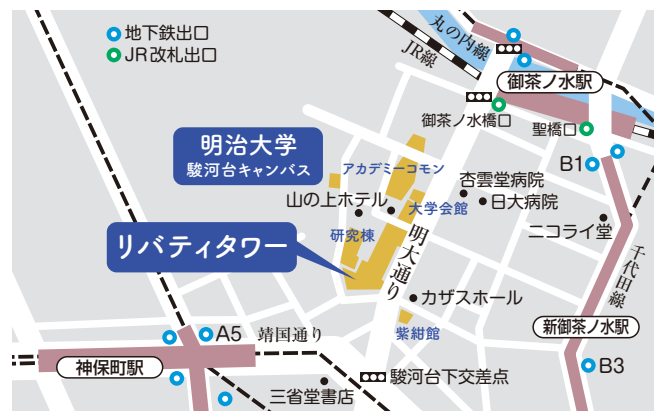 地下鉄出口
JR改札出口
丸の内線
JR線
御茶ノ水駅
御茶ノ水橋口
聖橋口
明治大学
駿河台キャンパス
アカデミーコモン
B1
杏雲堂病院
日大病院
山の上ホテル
大学会館
ニコライ堂
研究棟
明大通り
リバティタワー
千代田線
カザスホール
新御茶ノ水駅
紫紺館
A5
靖国通り
神保町駅
B3
駿河台下交差点
三省堂書店